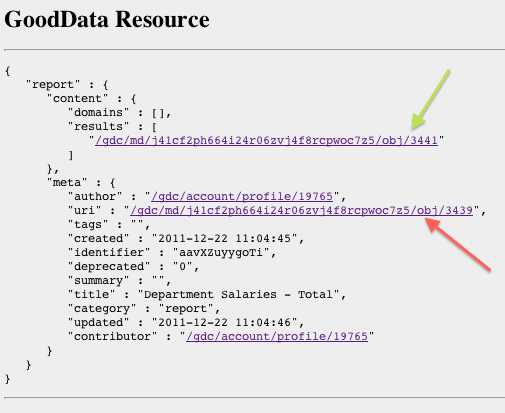 GoodData Resource
{
"report" : {
"content" : {
"domains" : [],
"results" : [
"/gdc/md/j41cf2ph664i24r06zvj4f8rcpwoc7z5/obj/3441"
]
},
"meta" : {
"author" : "/gdc/account/profile/19765",
"uri" : "/gdc/md/j41cf2ph664i24r06zvj4f8rcpwoc7z5/obj/3439",
"tags" : "",
"created" : "2011-12-22 11:04:45",
"identifier" : "aavXZuyygoTi",
"deprecated" : "0",
"summary" : "",
"title" : "Department Salaries - Total",
"category" : "report",
"updated" : "2011-12-22 11:04:46",
"contributor" : "/gdc/account/profile/19765"
}
}
}